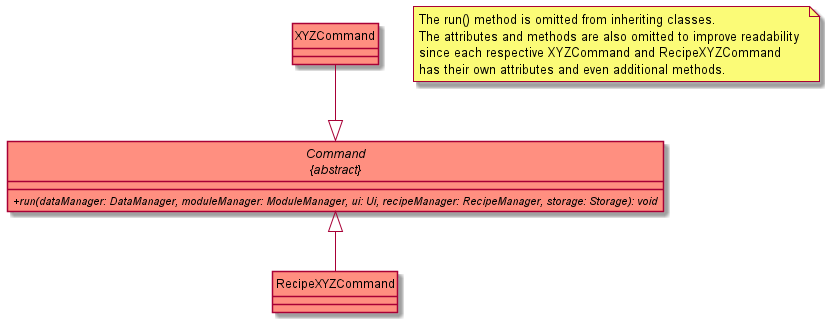 XYZCommand
The run() method is omitted from inheriting classes.
The attributes and methods are also omitted to improve readability
since each respective XYZCommand and RecipeXYZCommand
has their own attributes and even additional methods.
Command
{abstract}
+run(dataManager: DataManager, moduleManager: ModuleManager, ui: Ui, recipeManager: RecipeManager, storage: Storage): void
RecipeXYZCommand